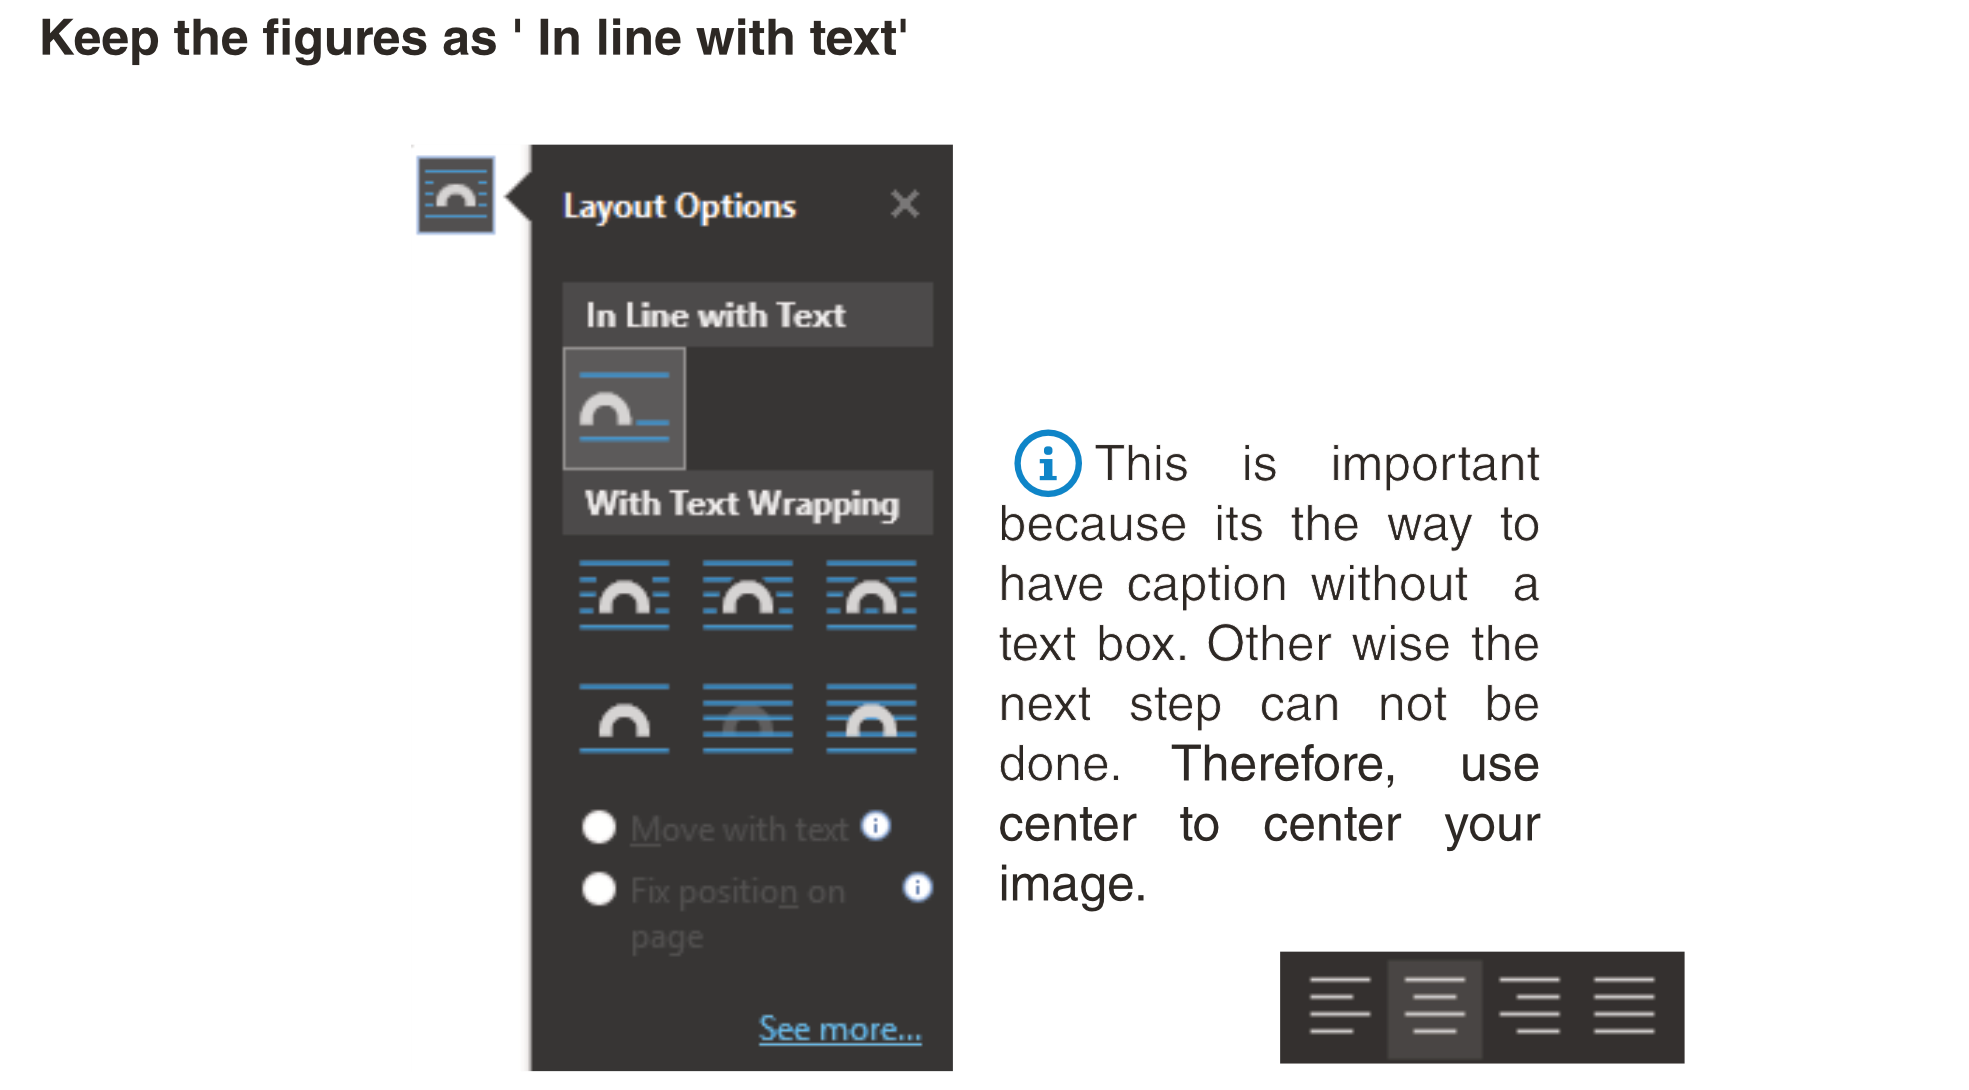 Keep the figures as ' In line with text'
Layout Options
In Line with Text
With Text Wrapping
Move with text
Fix position on
page
See more...
This is important
because its the way to
have caption without a
text box. Other wise the
next step can not be
done. Therefore, use
center to center your
image.